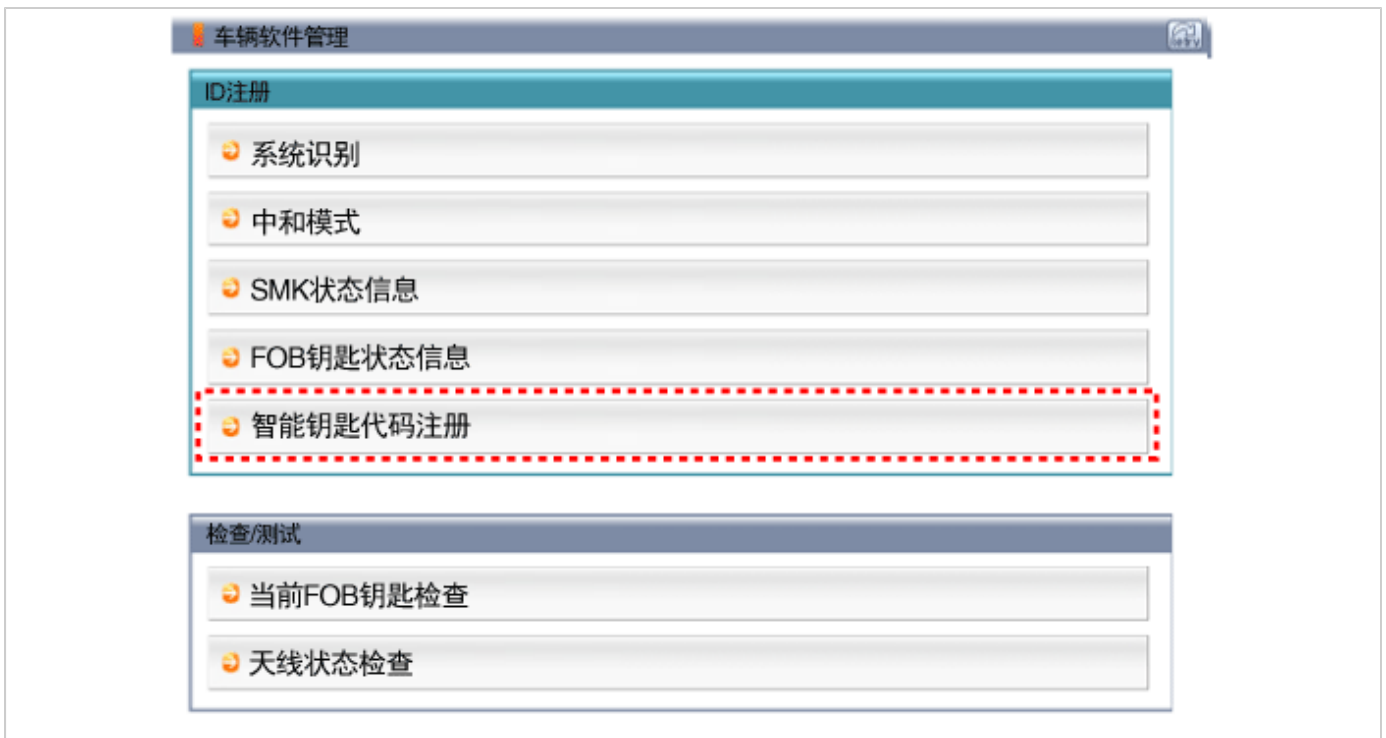 车辆软件管理
ID注册
系统识别
中和模式
SMK状态信息
FOB钥匙状态信息
智能钥匙代码注册
检查/测试
当前FOB钥匙检查
天线状态检查